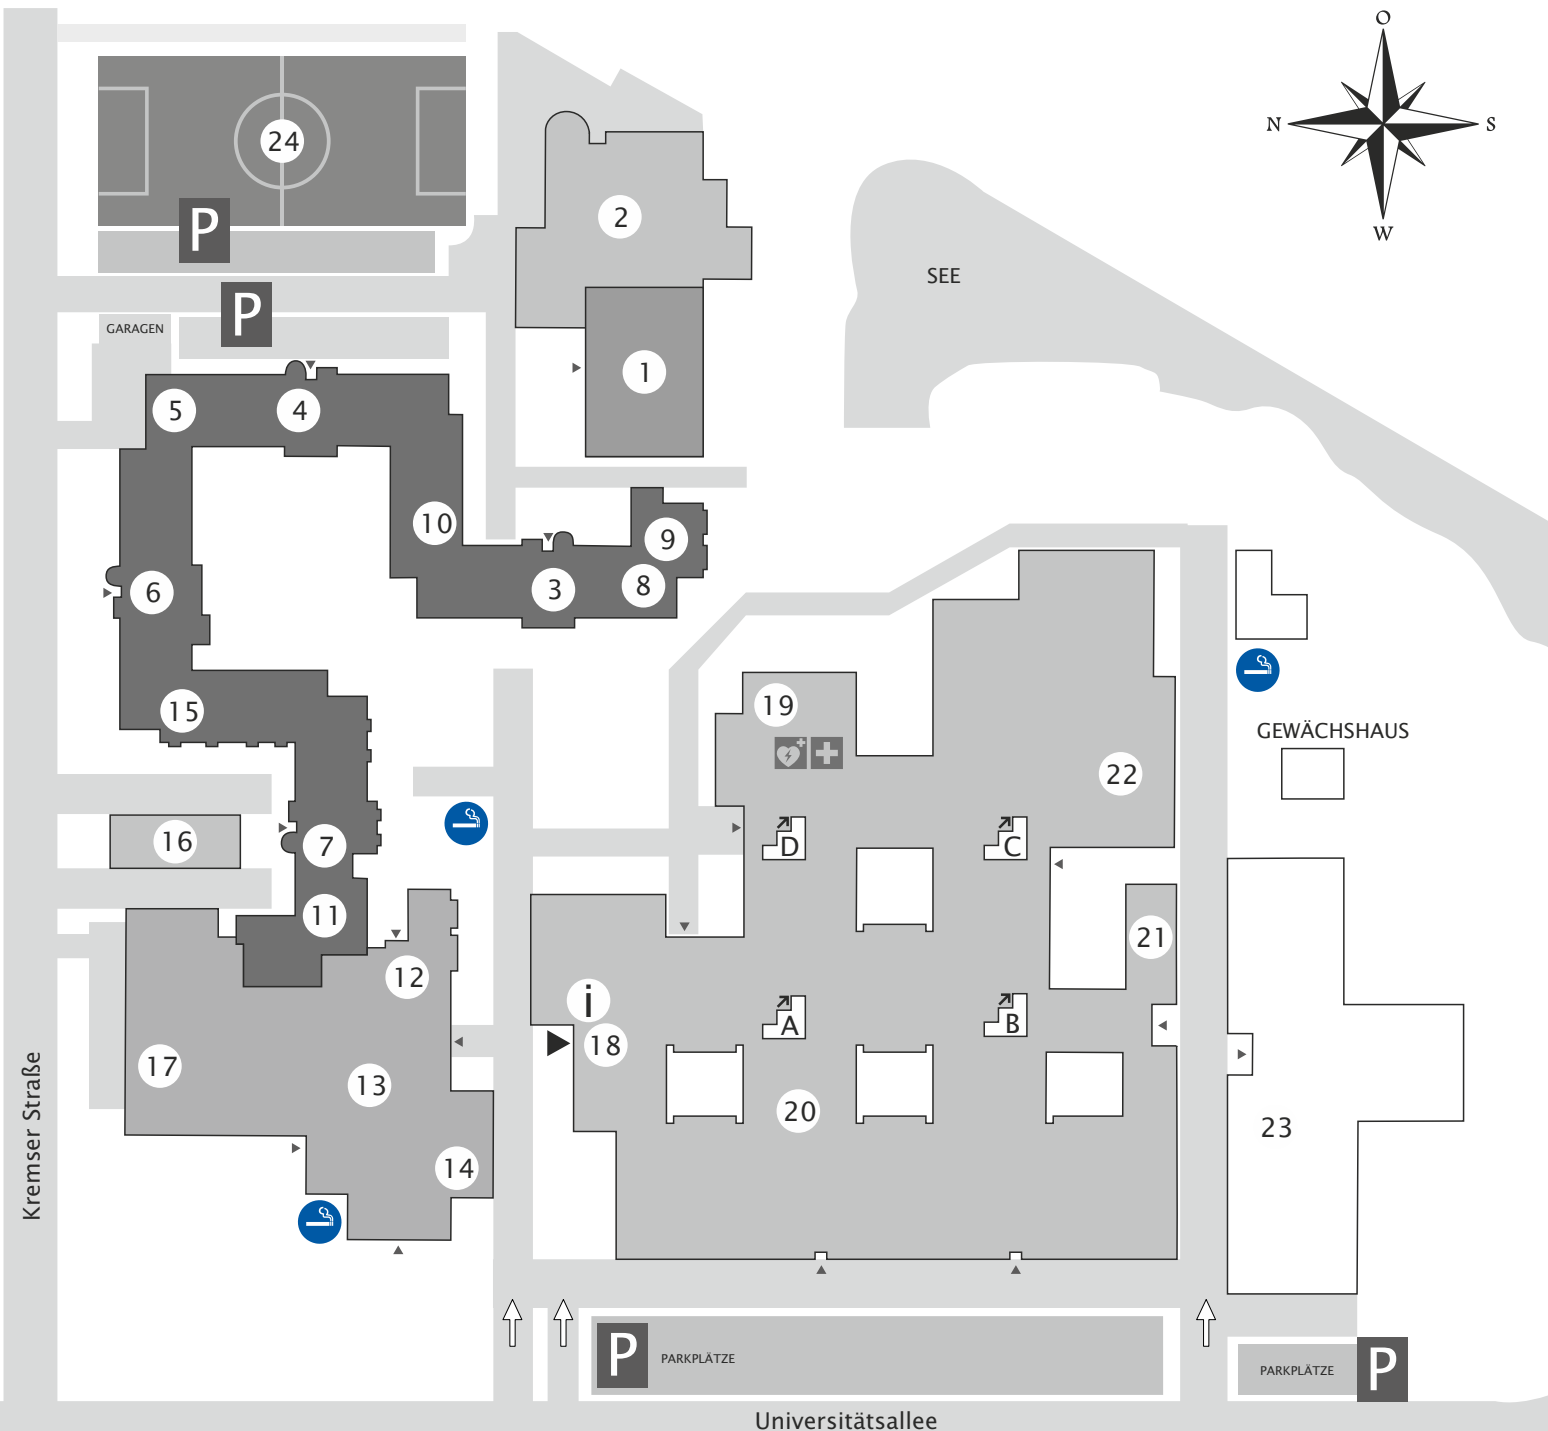 O
N
S
W
24
P
2
SEE
P
GARAGEN
1
5
4
10
9
3
8
6
15
19
GEWÄCHSHAUS
22
16
7
D
C
11
21
12
i
A
B
18
17
13
20
23
14
Kremser Straße
P
PARKPLÄTZE
PARKPLÄTZE
P
Universitätsallee